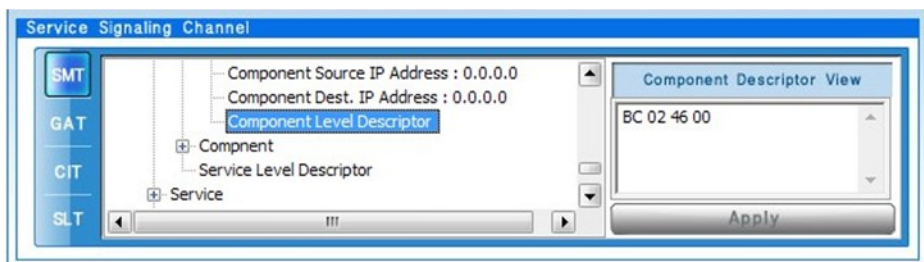 Service Signaling Channel
SMT
GAT
CIT
SLT
Component Source IP Address : 0.0.0.0
Component Dest. IP Address : 0.0.0.0
Component Level Descriptor
Compnent
Service Level Descriptor
Service
Component Descriptor View
BC 02 46 00
Apply